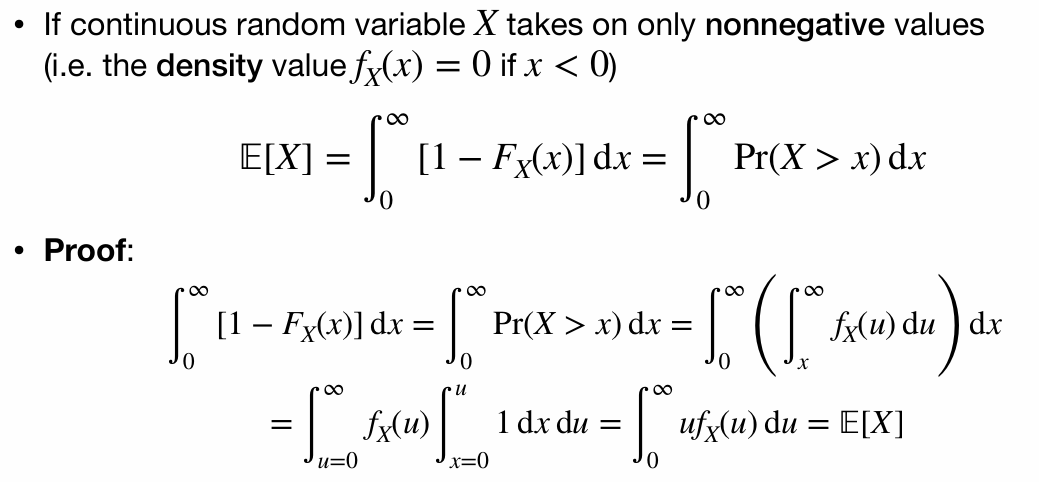 • If continuous random variable X takes on only nonnegative values
(i.e. the density value f_X(x) = 0 if x < 0)
𝔼[X] = ∫_0^∞ [1 − F_X(x)] dx = ∫_0^∞ Pr(X > x) dx
• Proof:
∫_0^∞ [1 − F_X(x)] dx = ∫_0^∞ Pr(X > x) dx = ∫_0^∞ (∫_x^∞ f_X(u) du) dx
= ∫_{u=0}^∞ f_X(u) ∫_{x=0}^u 1 dx du = ∫_0^∞ u f_X(u) du = 𝔼[X]